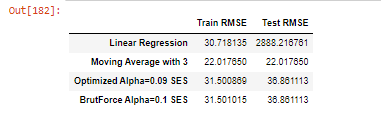 Out[182]:
Train RMSE Test RMSE
Linear Regression 30.718135 2888.216761
Moving Average with 3 22.017650 22.017650
Optimized Alpha=0.09 SES 31.500869 36.861113
BrutForce Alpha=0.1 SES 31.501015 36.861113